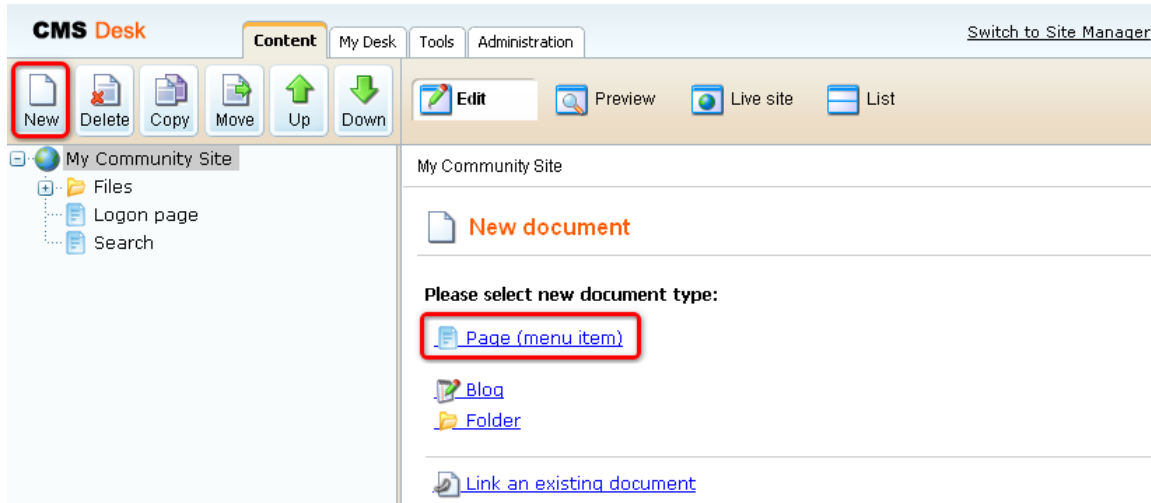 CMS Desk
Content My Desk Tools Administration
Switch to Site Manager
New Delete Copy Move Up Down
Edit Preview Live site List
My Community Site
Files
Logon page
Search
My Community Site
New document
Please select new document type:
Page (menu item)
Blog
Folder
Link an existing document